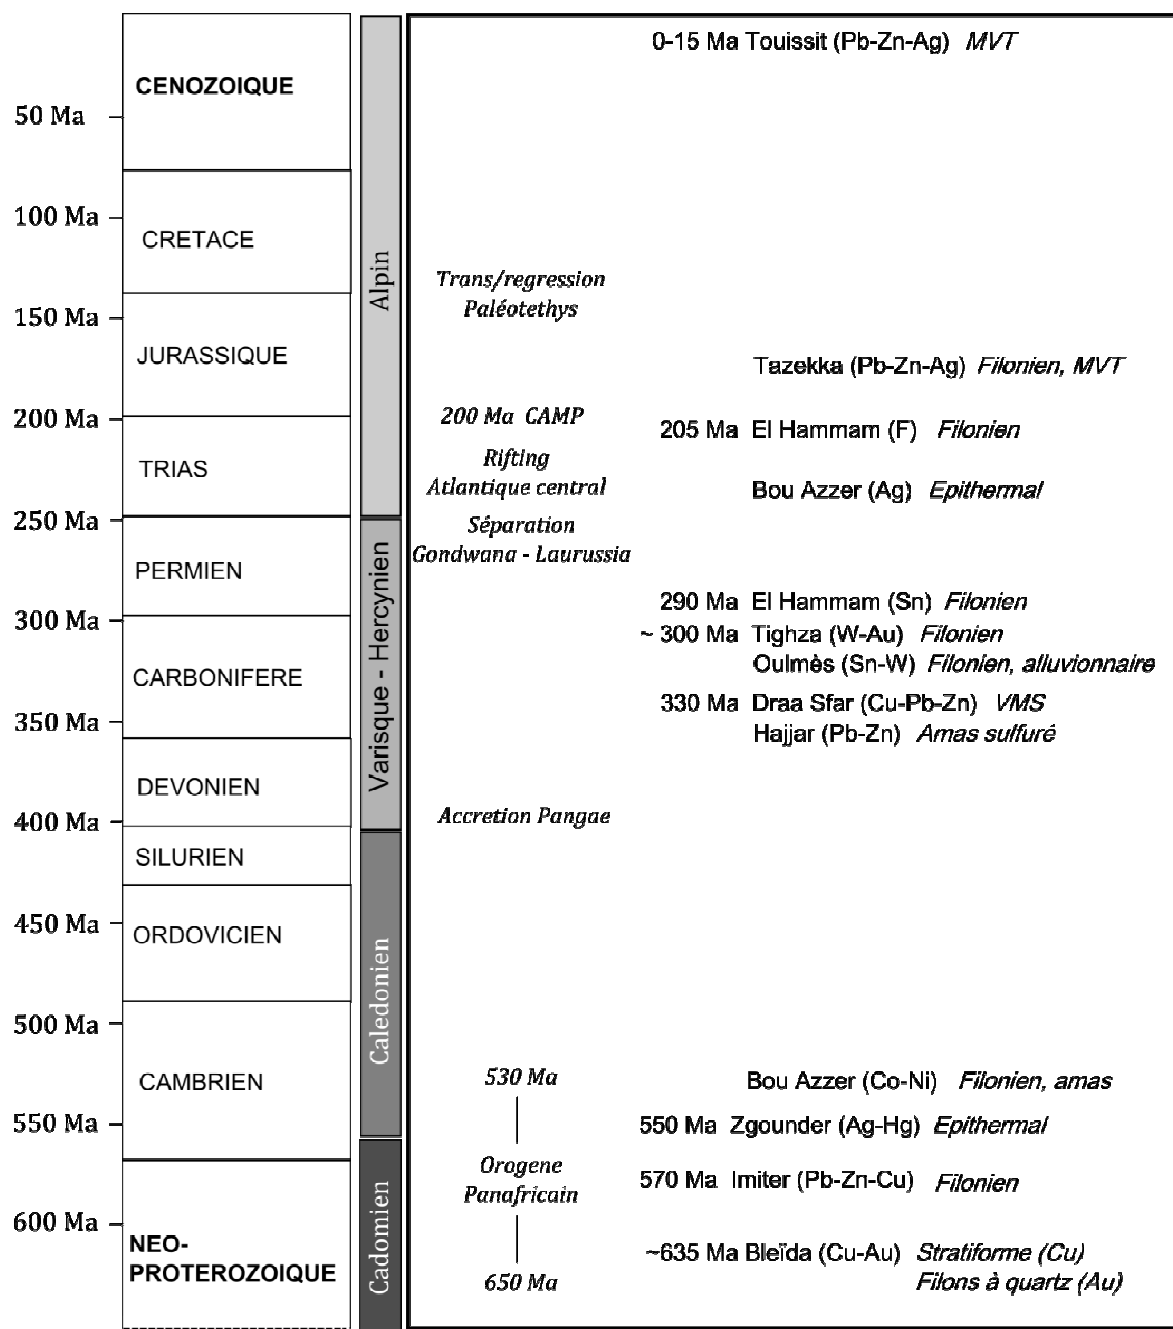 50 Ma
100 Ma
150 Ma
200 Ma
250 Ma
300 Ma
350 Ma
400 Ma
450 Ma
500 Ma
550 Ma
600 Ma
CENOZOIQUE
CRETACE
JURASSIQUE
TRIAS
PERMIEN
CARBONIFERE
DEVONIEN
SILURIEN
ORDOVICIEN
CAMBRIEN
NEO-
PROTEROZOIQUE
Alpin
Varisque - Hercynien
Caledonien
Cadomien
Trans/regression
Paléotethys
200 Ma CAMP
Rifting
Atlantique central
Séparation
Gondwana - Laurussia
Accretion Pangae
530 Ma
Orogene
Panafricain
650 Ma
0-15 Ma Touissit (Pb-Zn-Ag) MVT
Tazekka (Pb-Zn-Ag) Filonien, MVT
205 Ma El Hammam (F) Filonien
Bou Azzer (Ag) Epithermal
290 Ma El Hammam (Sn) Filonien
~ 300 Ma Tighza (W-Au) Filonien
Oulmès (Sn-W) Filonien, alluvionnaire
330 Ma Draa Sfar (Cu-Pb-Zn) VMS
Hajjar (Pb-Zn) Amas sulfuré
Bou Azzer (Co-Ni) Filonien, amas
550 Ma Zgounder (Ag-Hg) Epithermal
570 Ma Imiter (Pb-Zn-Cu) Filonien
~635 Ma Bleïda (Cu-Au) Stratiforme (Cu)
Filons à quartz (Au)